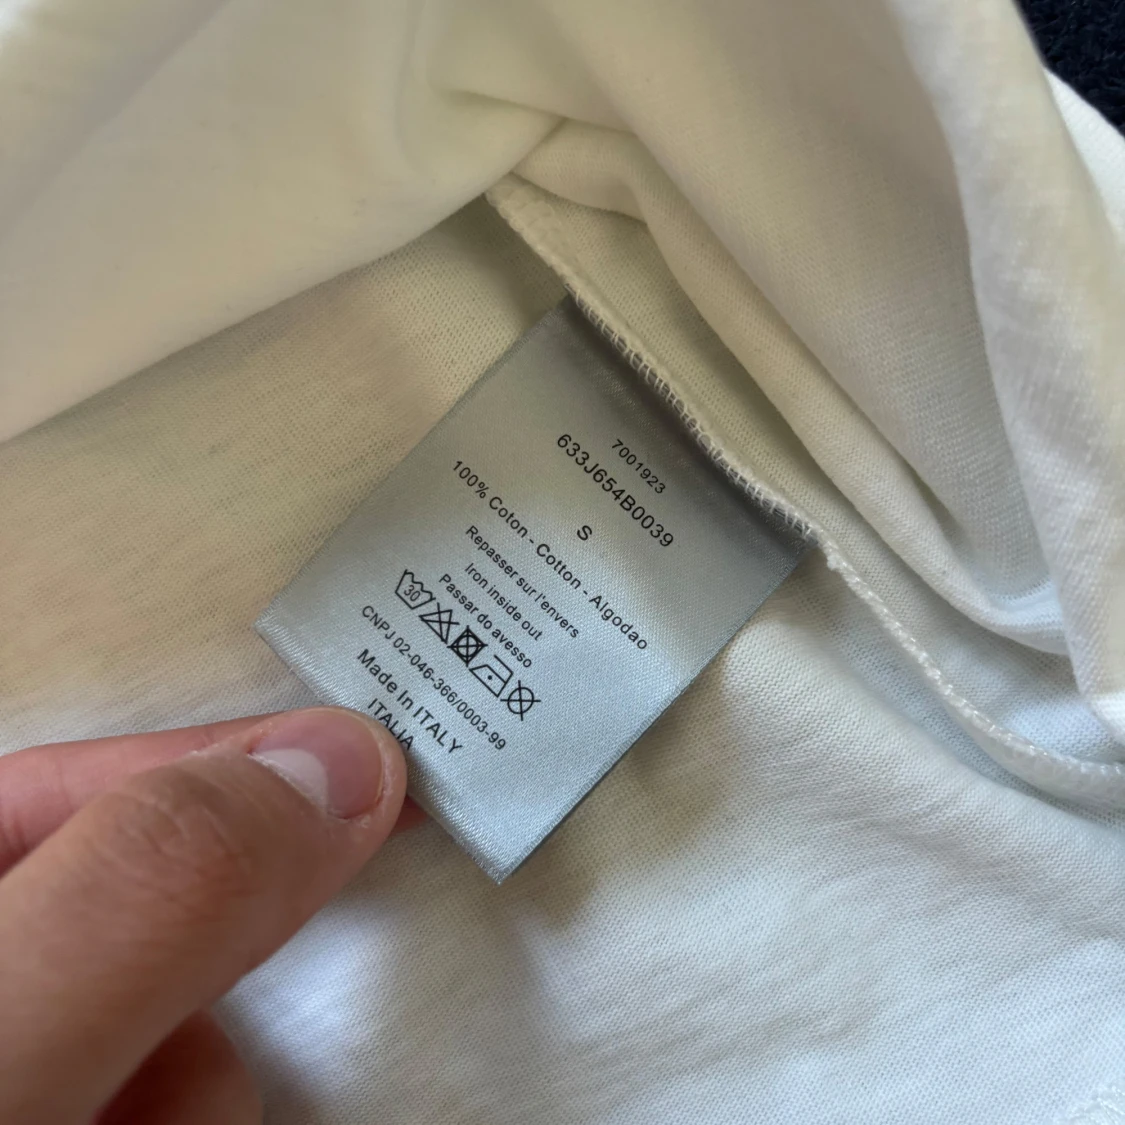 7001923
633J654B0039
S
100% Coton - Cotton - Algodao
Repasser sur l'envers
Iron inside out
Passar do avesso
30
CNPJ 02-046-366/0003-99
Made In ITALY
ITALIA